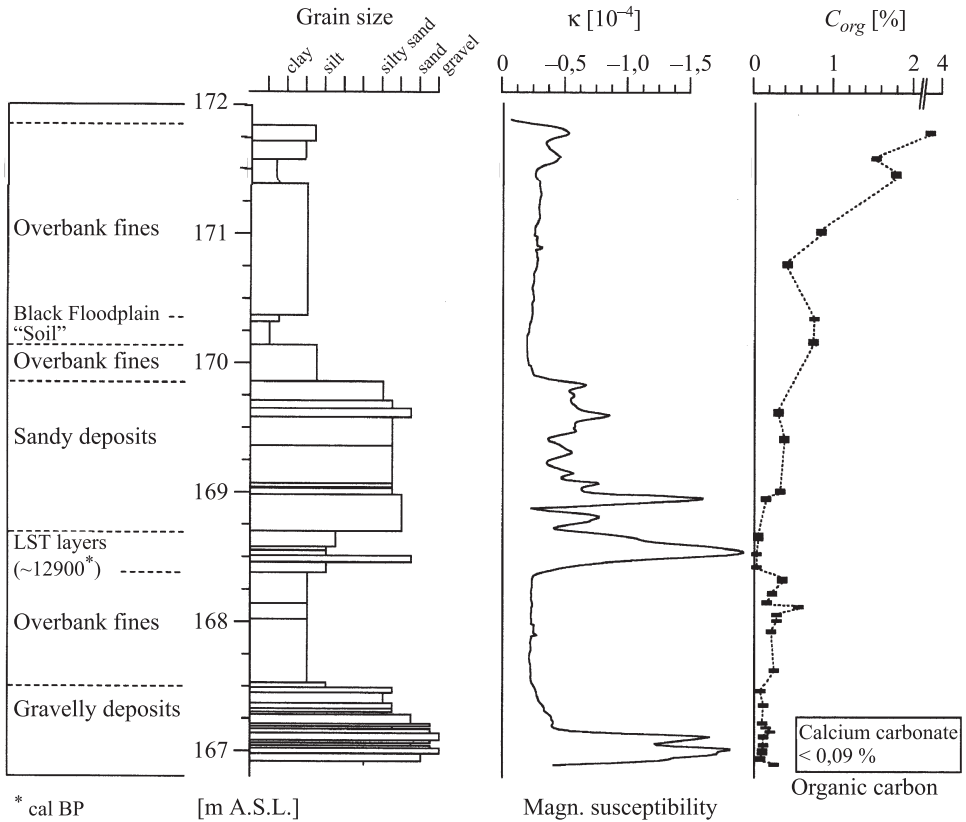 Grain size
κ [10⁻⁴]
C_org [%]
clay
silt
silty sand
sand
gravel
0 –0,5 –1,0 –1,5
0 1 2 4
172
171
170
169
168
167
Overbank fines
Black Floodplain
“Soil”
Overbank fines
Sandy deposits
LST layers
(~12900*)
Overbank fines
Gravelly deposits
Calcium carbonate
< 0,09 %
* cal BP
[m A.S.L.]
Magn. susceptibility
Organic carbon